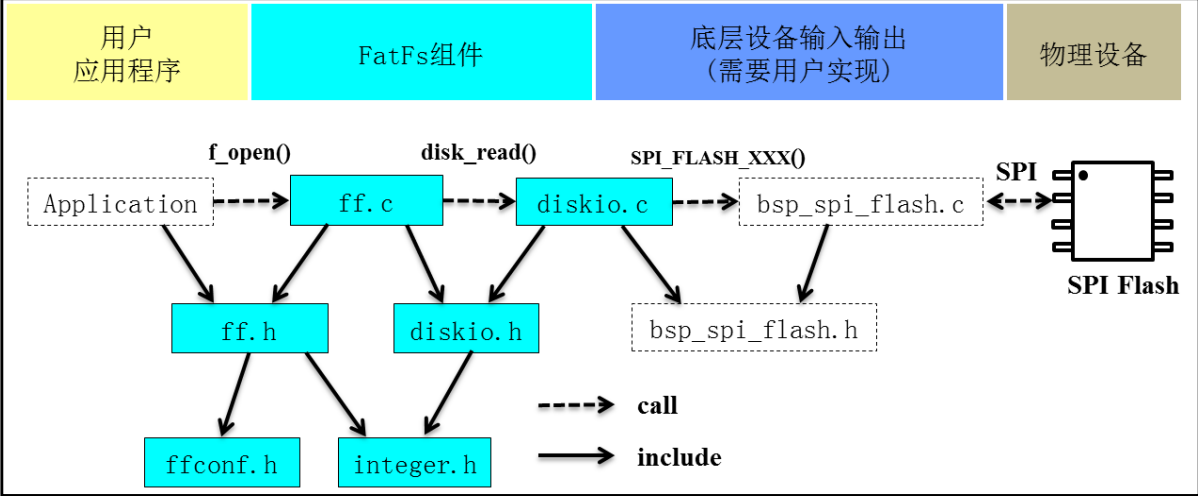 用户
应用程序
FatFs组件
底层设备输入输出
（需要用户实现）
物理设备
f_open()
disk_read()
SPI_FLASH_XXX()
SPI
Application
ff.c
diskio.c
bsp_spi_flash.c
SPI Flash
ff.h
diskio.h
bsp_spi_flash.h
call
ffconf.h
integer.h
include